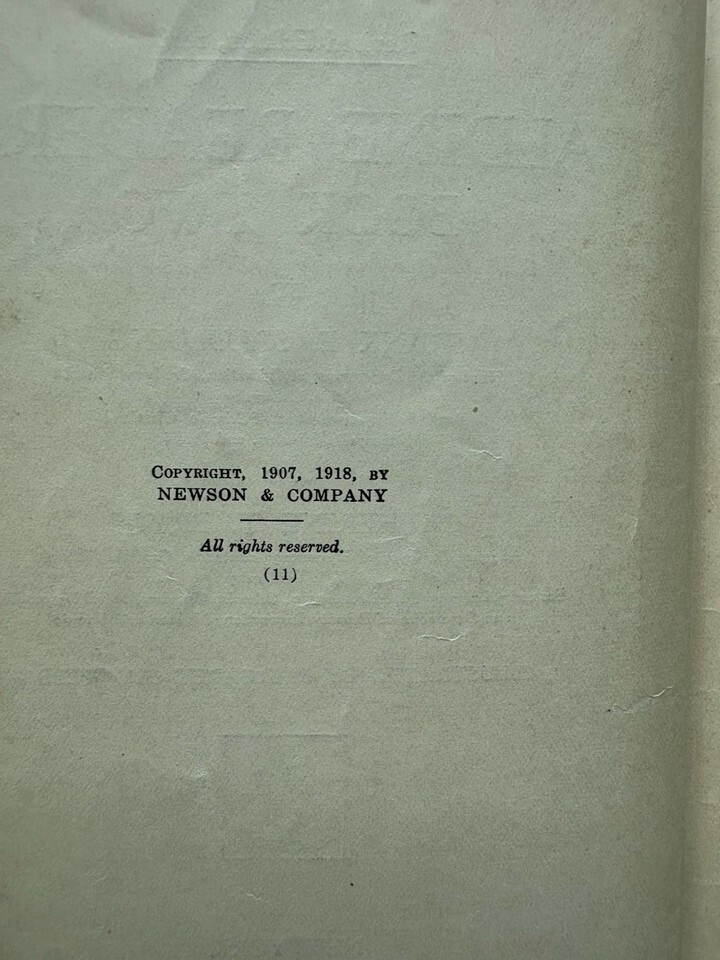 COPYRIGHT, 1907, 1918, BY
NEWSON & COMPANY
All rights reserved.
(11)